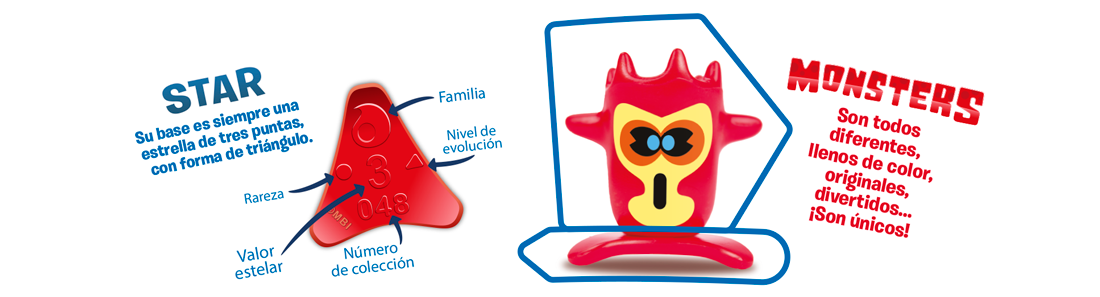 STAR
Su base es siempre una
estrella de tres puntas,
con forma de triángulo.
Familia
Nivel de
evolución
Rareza
3
048
Valor
estelar
Número
de colección
MONSTERS
Son todos
diferentes,
llenos de color,
originales,
divertidos...
¡Son únicos!